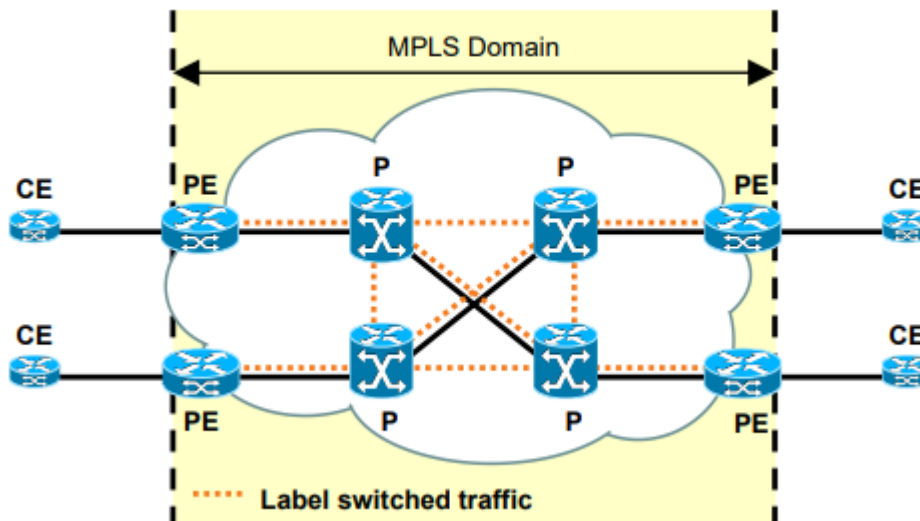 MPLS Domain
P P
CE PE PE CE
CE CE
PE P P PE
Label switched traffic